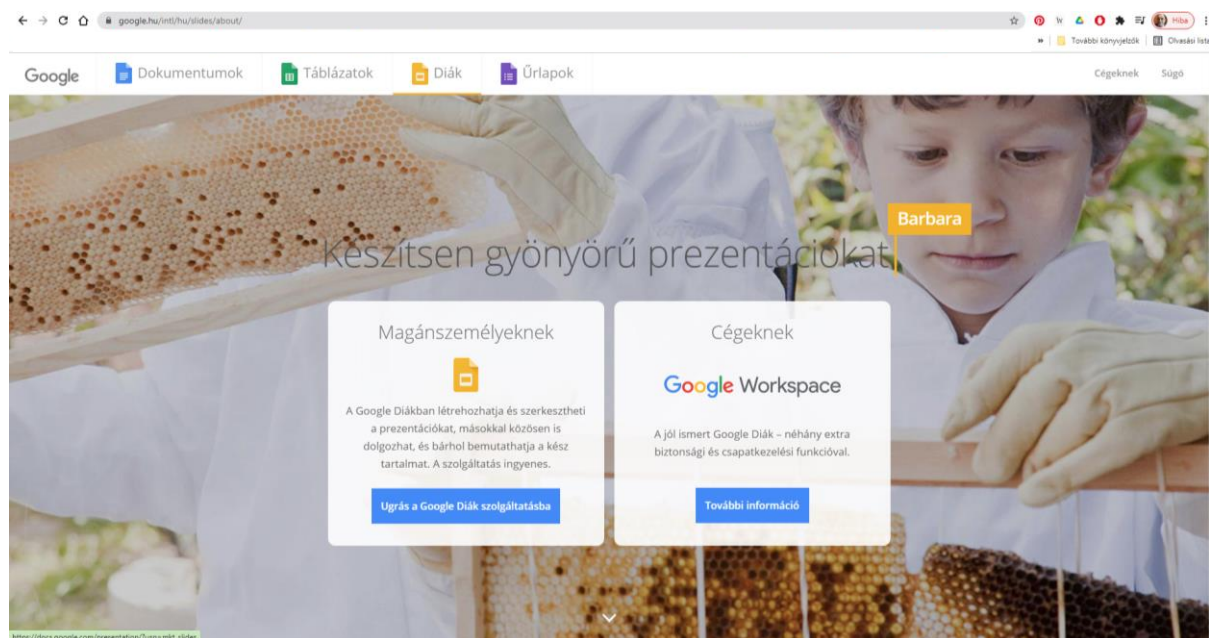 google.hu/intl/hu/slides/about/
Hiba
További könyvjelzők
Olvasási lista
Google Dokumentumok Táblázatok Diák Űrlapok Cégeknek Súgó
Barbara
Készítsen gyönyörű prezentációkat
Magánszemélyeknek
A Google Diákban létrehozhatja és szerkesztheti
a prezentációkat, másokkal közösen is
dolgozhat, és bárhol bemutathatja a kész
tartalmat. A szolgáltatás ingyenes.
Ugrás a Google Diák szolgáltatásba
Cégeknek
Google Workspace
A jól ismert Google Diák – néhány extra
biztonsági és csapatkezelési funkcióval.
További információ